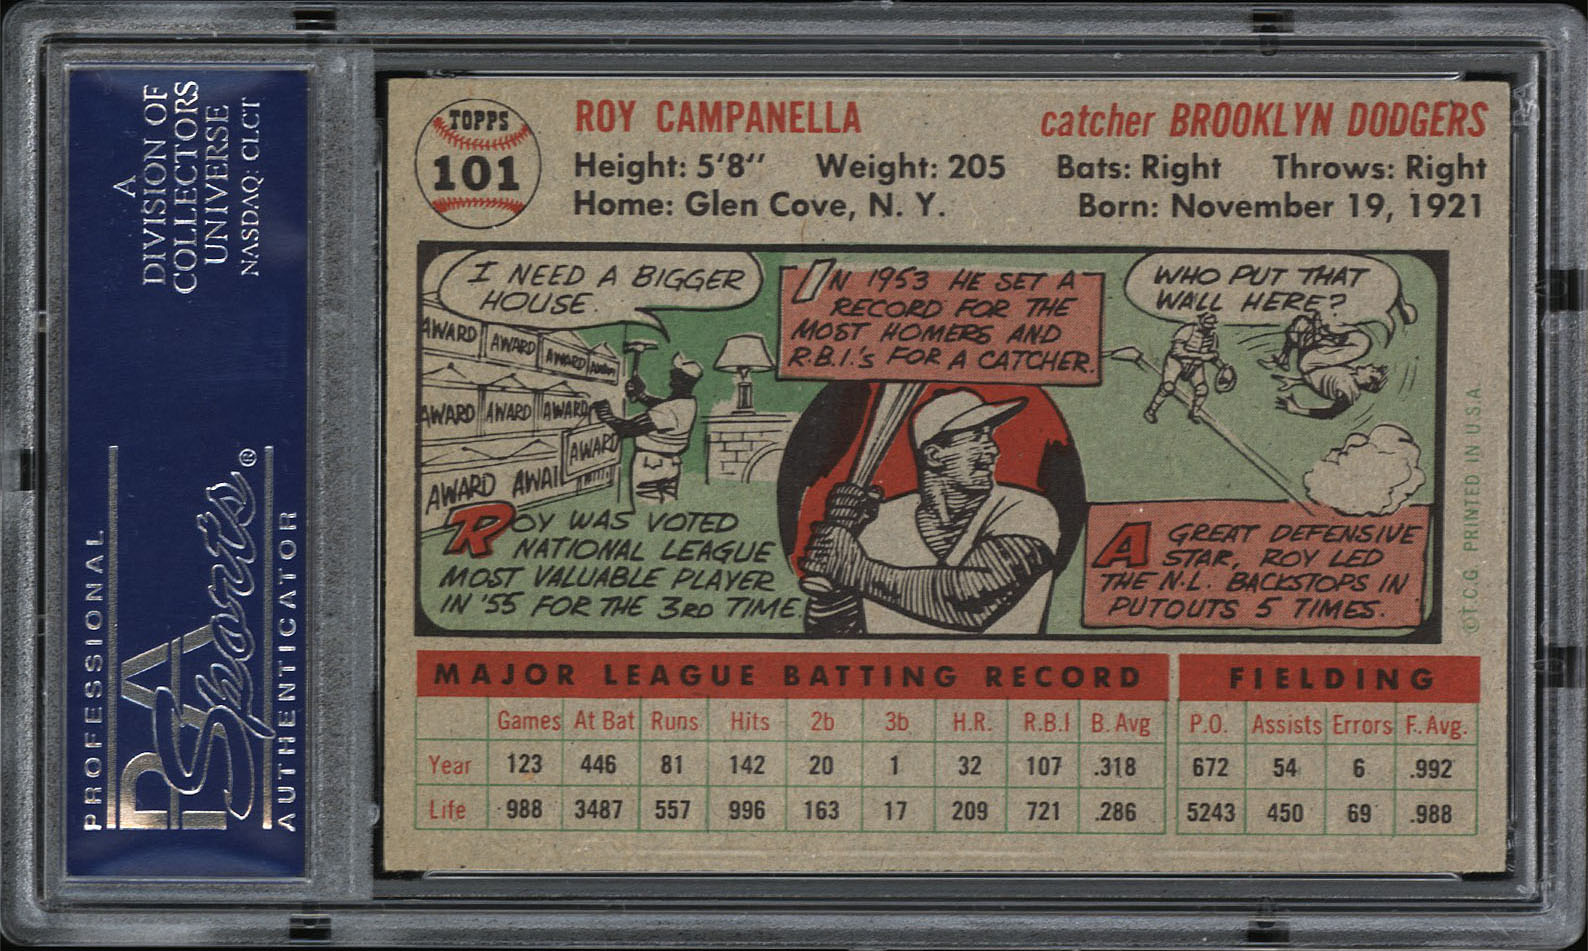 A
DIVISION OF
COLLECTORS
UNIVERSE
NASDAQ: CLCT
PROFESSIONAL
PSA
Sports®
AUTHENTICATOR
TOPPS
101
ROY CAMPANELLA
catcher BROOKLYN DODGERS
Height: 5'8" Weight: 205 Bats: Right Throws: Right
Home: Glen Cove, N. Y. Born: November 19, 1921
I NEED A BIGGER
HOUSE.
AWARD AWARD AWARD AWARD
AWARD AWARD AWARD
AWARD
AWARD AWAI
ROY WAS VOTED
NATIONAL LEAGUE
MOST VALUABLE PLAYER
IN '55 FOR THE 3RD TIME.
IN 1953 HE SET A
RECORD FOR THE
MOST HOMERS AND
R.B.I.'s FOR A CATCHER.
WHO PUT THAT
WALL HERE?
A GREAT DEFENSIVE
STAR, ROY LED
THE N.L. BACKSTOPS IN
PUTOUTS 5 TIMES.
©T.C.G. PRINTED IN U.S.A
MAJOR LEAGUE BATTING RECORD FIELDING
Games At Bat Runs Hits 2b 3b H.R. R.B.I B. Avg P.O. Assists Errors F. Avg.
Year 123 446 81 142 20 1 32 107 .318 672 54 6 .992
Life 988 3487 557 996 163 17 209 721 .286 5243 450 69 .988